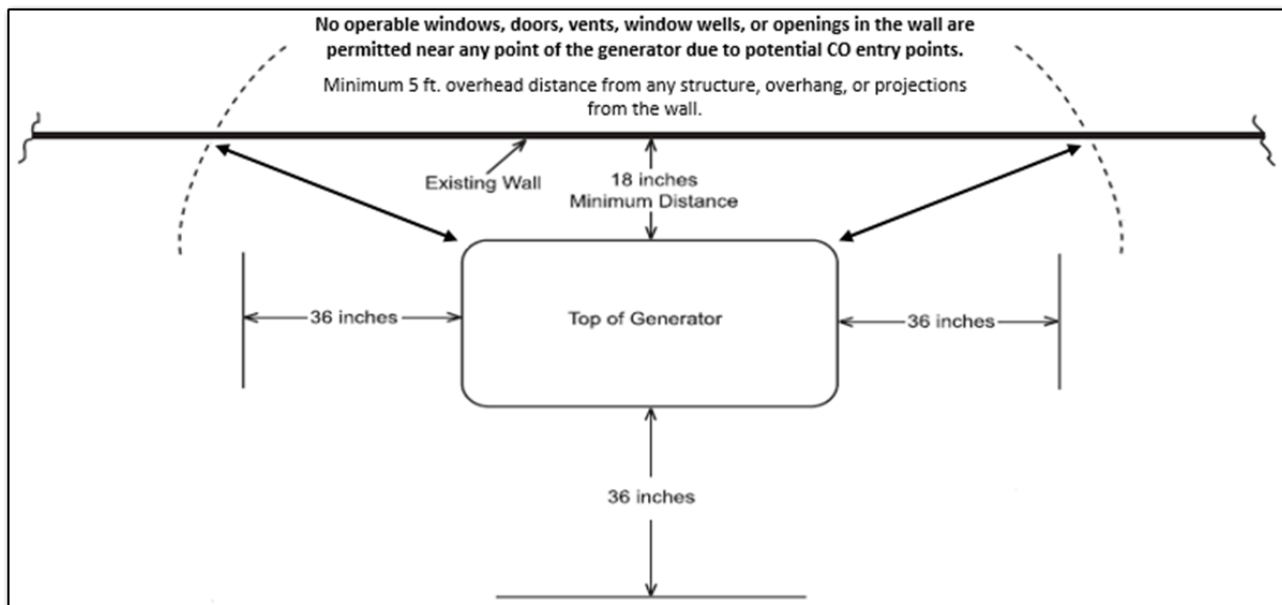 No operable windows, doors, vents, window wells, or openings in the wall are
permitted near any point of the generator due to potential CO entry points.
Minimum 5 ft. overhead distance from any structure, overhang, or projections
from the wall.
Existing Wall
18 inches
Minimum Distance
36 inches
Top of Generator
36 inches
36 inches